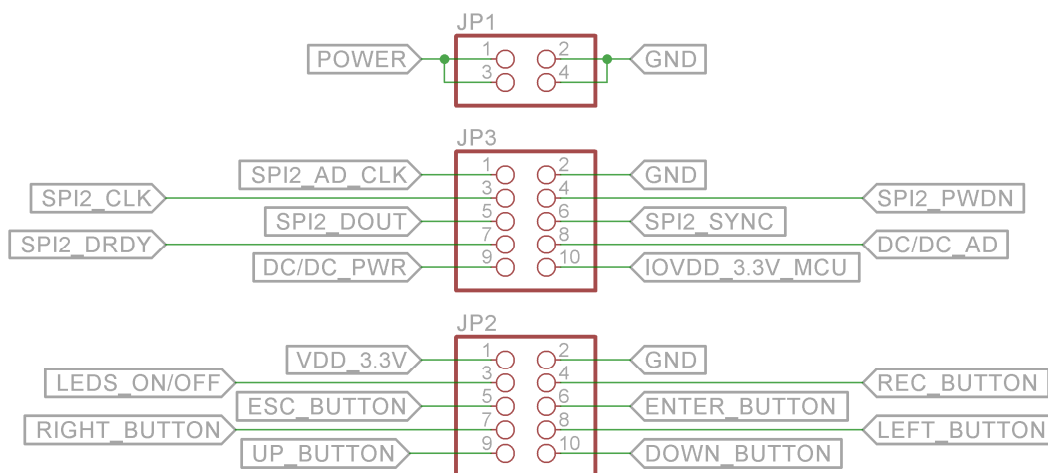 JP1
POWER 1 2 GND
3 4
JP3
SPI2_AD_CLK 1 2 GND
SPI2_CLK 3 4 SPI2_PWDN
SPI2_DOUT 5 6 SPI2_SYNC
SPI2_DRDY 7 8 DC/DC_AD
DC/DC_PWR 9 10 IOVDD_3.3V_MCU
JP2
VDD_3.3V 1 2 GND
LEDS_ON/OFF 3 4 REC_BUTTON
ESC_BUTTON 5 6 ENTER_BUTTON
RIGHT_BUTTON 7 8 LEFT_BUTTON
UP_BUTTON 9 10 DOWN_BUTTON